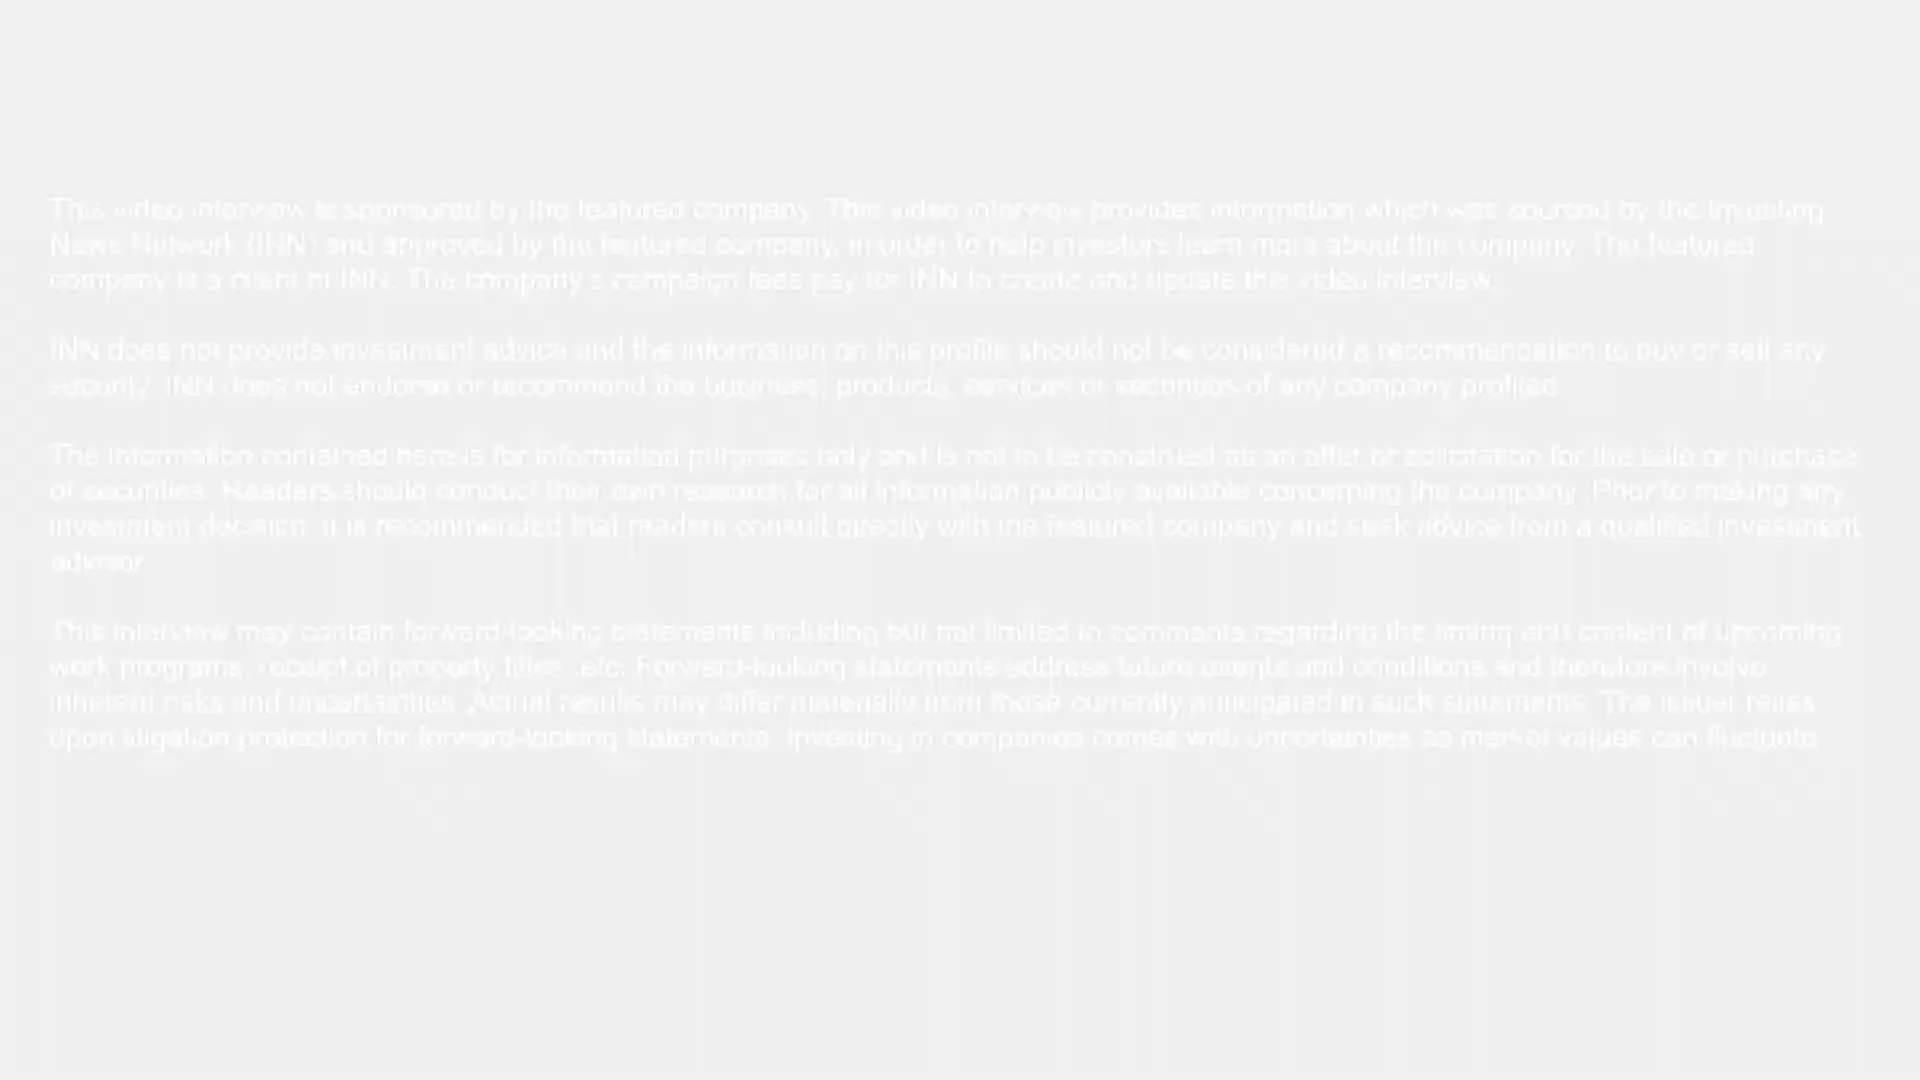 This video interview is sponsored by the featured company. This video interview provides information which was sourced by the Investing
News Network (INN) and approved by the featured company, in order to help investors learn more about the company. The featured
company is a client of INN. The company's campaign fees pay for INN to create and update this video interview.
INN does not provide investment advice and the information on this profile should not be considered a recommendation to buy or sell any
security. INN does not endorse or recommend the business, products, services or securities of any company profiled.
The information contained here is for information purposes only and is not to be construed as an offer or solicitation for the sale or purchase
of securities. Readers should conduct their own research for all information publicly available concerning the company. Prior to making any
investment decision, it is recommended that readers consult directly with the featured company and seek advice from a qualified investment
advisor.
This interview may contain forward-looking statements including but not limited to comments regarding the timing and content of upcoming
work programs, receipt of property titles, etc. Forward-looking statements address future events and conditions and therefore involve
inherent risks and uncertainties. Actual results may differ materially from those currently anticipated in such statements. The issuer relies
upon litigation protection for forward-looking statements. Investing in companies comes with uncertainties as market values can fluctuate.